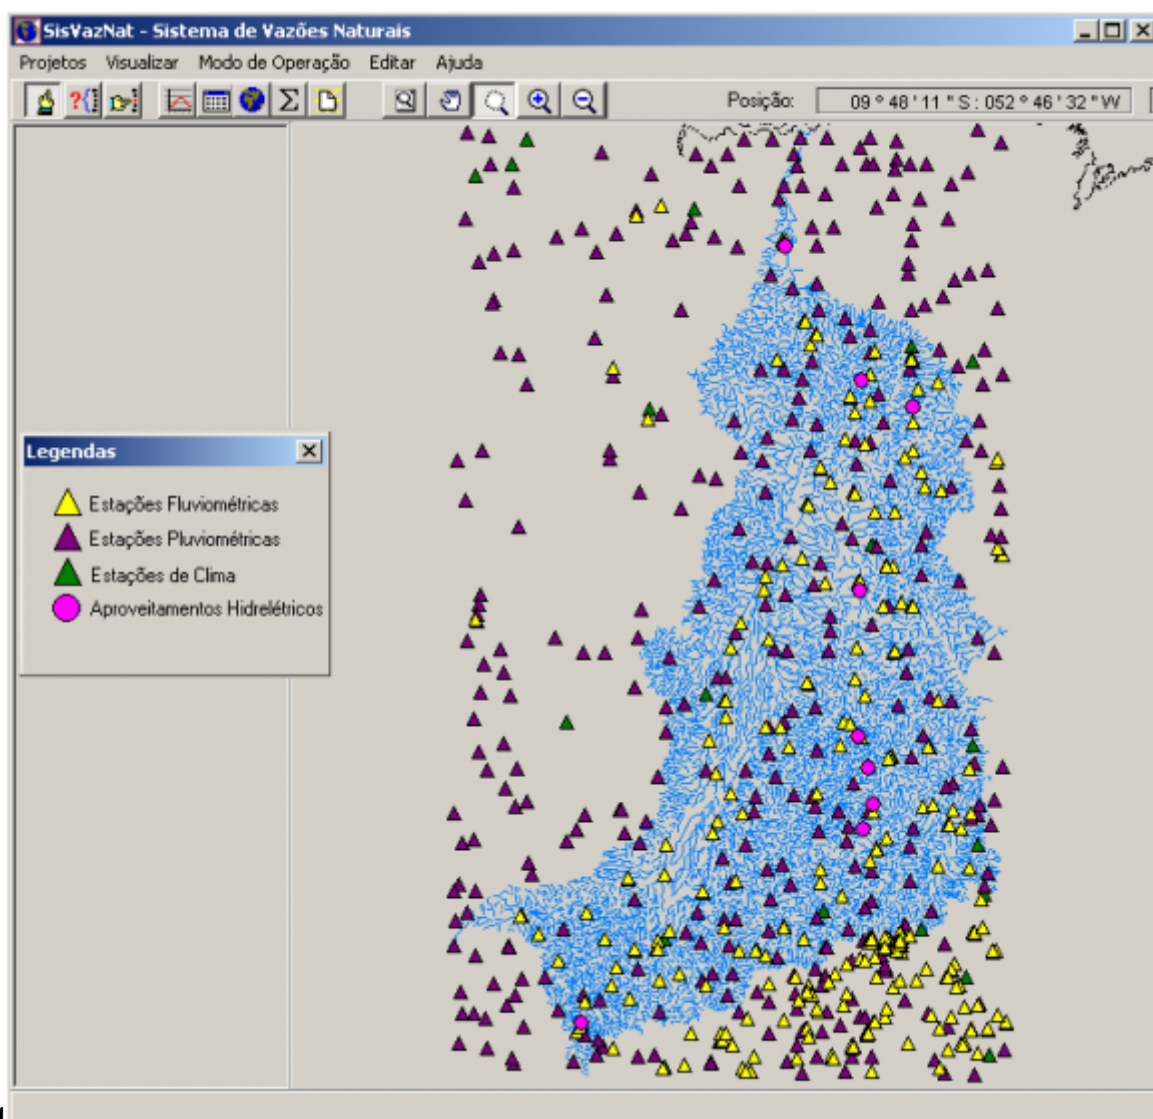 SisVazNat - Sistema de Vazões Naturais
Projetos Visualizar Modo de Operação Editar Ajuda
Posição: 09 ° 48 ' 11 " S : 052 ° 46 ' 32 " W
Legendas
Estações Fluviométricas
Estações Pluviométricas
Estações de Clima
Aproveitamentos Hidrelétricos